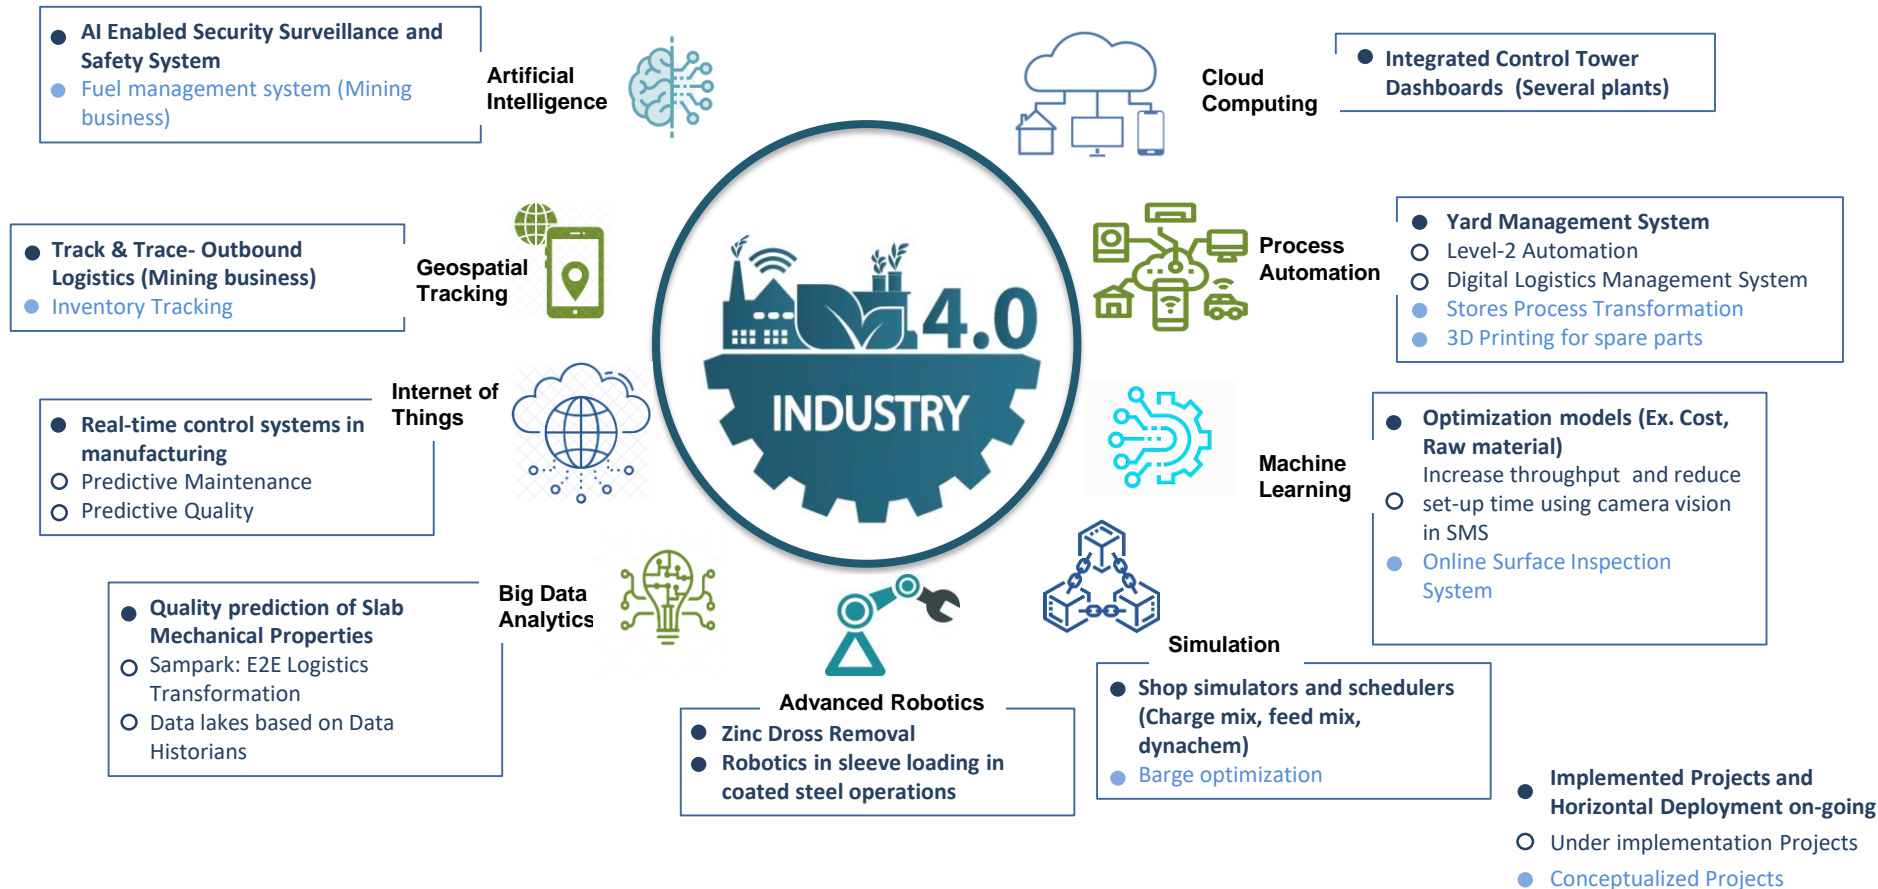 AI Enabled Security Surveillance and
Safety System
Fuel management system (Mining
business)
Artificial
Intelligence
Cloud
Computing
Integrated Control Tower
Dashboards (Several plants)
Track & Trace- Outbound
Logistics (Mining business)
Inventory Tracking
Geospatial
Tracking
Process
Automation
Yard Management System
Level-2 Automation
Digital Logistics Management System
Stores Process Transformation
3D Printing for spare parts
4.0
INDUSTRY
Internet of
Things
Real-time control systems in
manufacturing
Predictive Maintenance
Predictive Quality
Machine
Learning
Optimization models (Ex. Cost,
Raw material)
Increase throughput and reduce
set-up time using camera vision
in SMS
Online Surface Inspection
System
Big Data
Analytics
Quality prediction of Slab
Mechanical Properties
Sampark: E2E Logistics
Transformation
Data lakes based on Data
Historians
Advanced Robotics
Zinc Dross Removal
Robotics in sleeve loading in
coated steel operations
Simulation
Shop simulators and schedulers
(Charge mix, feed mix,
dynachem)
Barge optimization
Implemented Projects and
Horizontal Deployment on-going
Under implementation Projects
Conceptualized Projects